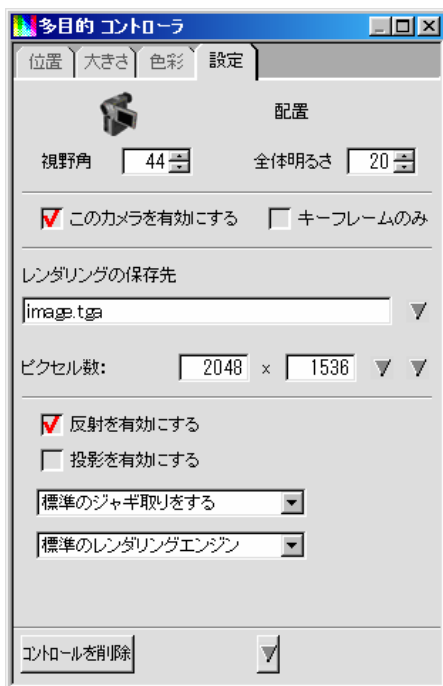 多目的 コントローラ
位置 大きさ 色彩 設定
配置
視野角 44 全体明るさ 20
このカメラを有効にする キーフレームのみ
レンダリングの保存先
image.tga
ピクセル数: 2048 × 1536
反射を有効にする
投影を有効にする
標準のジャギ取りをする
標準のレンダリングエンジン
コントロールを削除